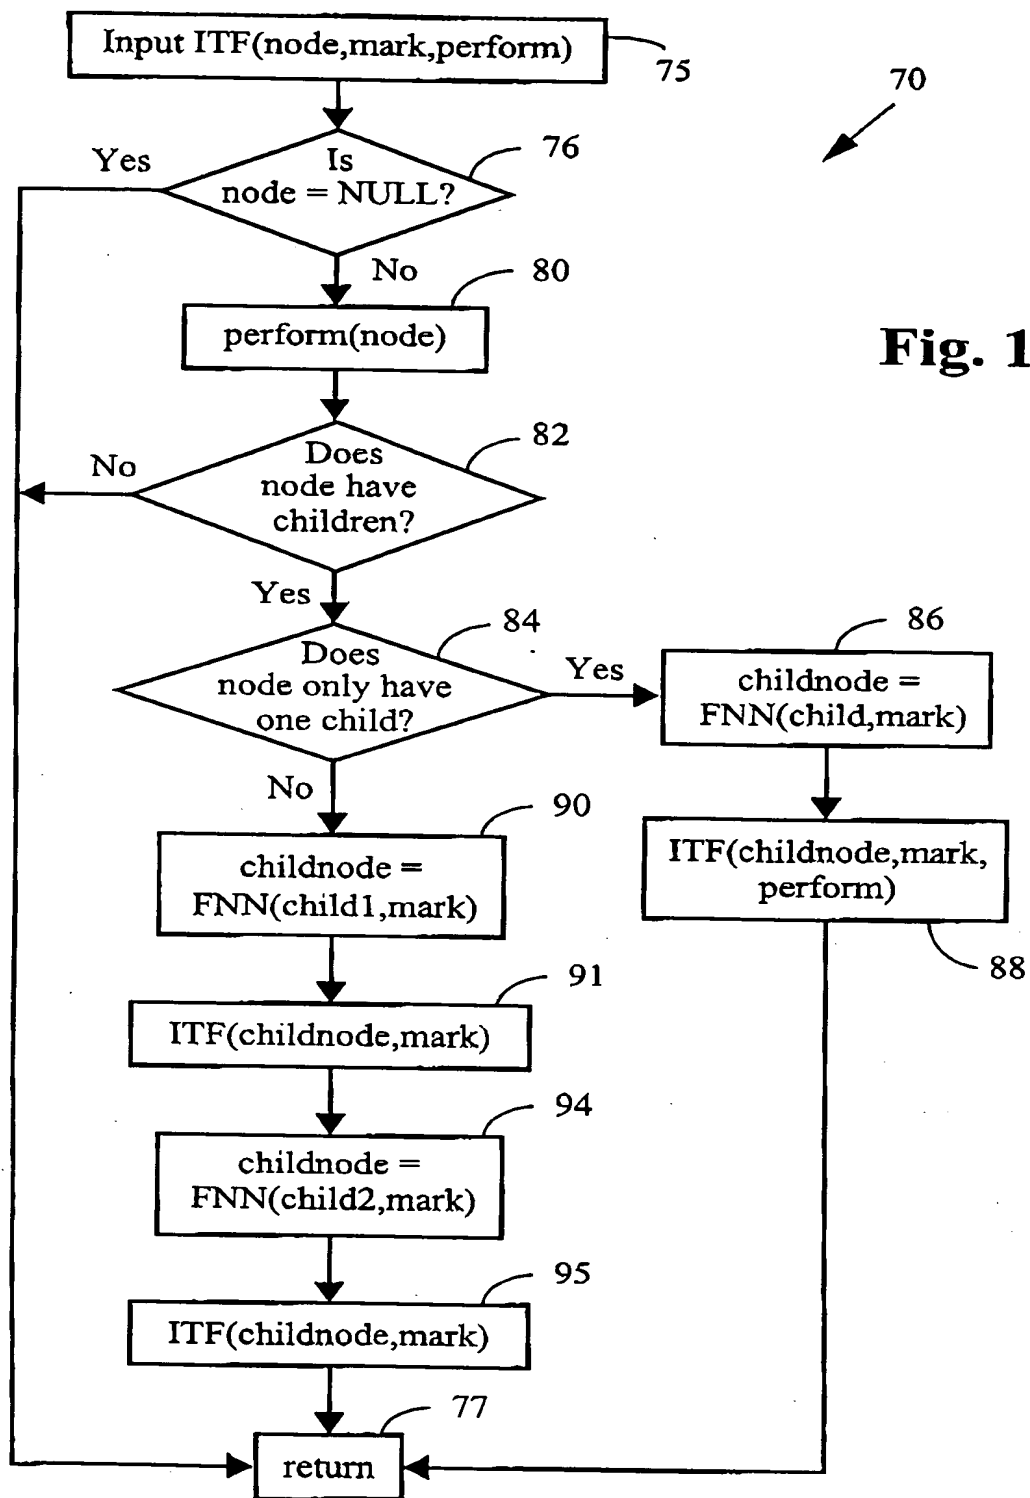 Input ITF(node,mark,perform)
75
70
Yes
Is
node = NULL?
76
No
80
perform(node)
Fig. 1
No
Does
node have
children?
82
Yes
84
Does
node only have
one child?
Yes
86
childnode =
FNN(child,mark)
No
90
childnode =
FNN(child1,mark)
ITF(childnode,mark,
perform)
88
91
ITF(childnode,mark)
94
childnode =
FNN(child2,mark)
95
ITF(childnode,mark)
77
return